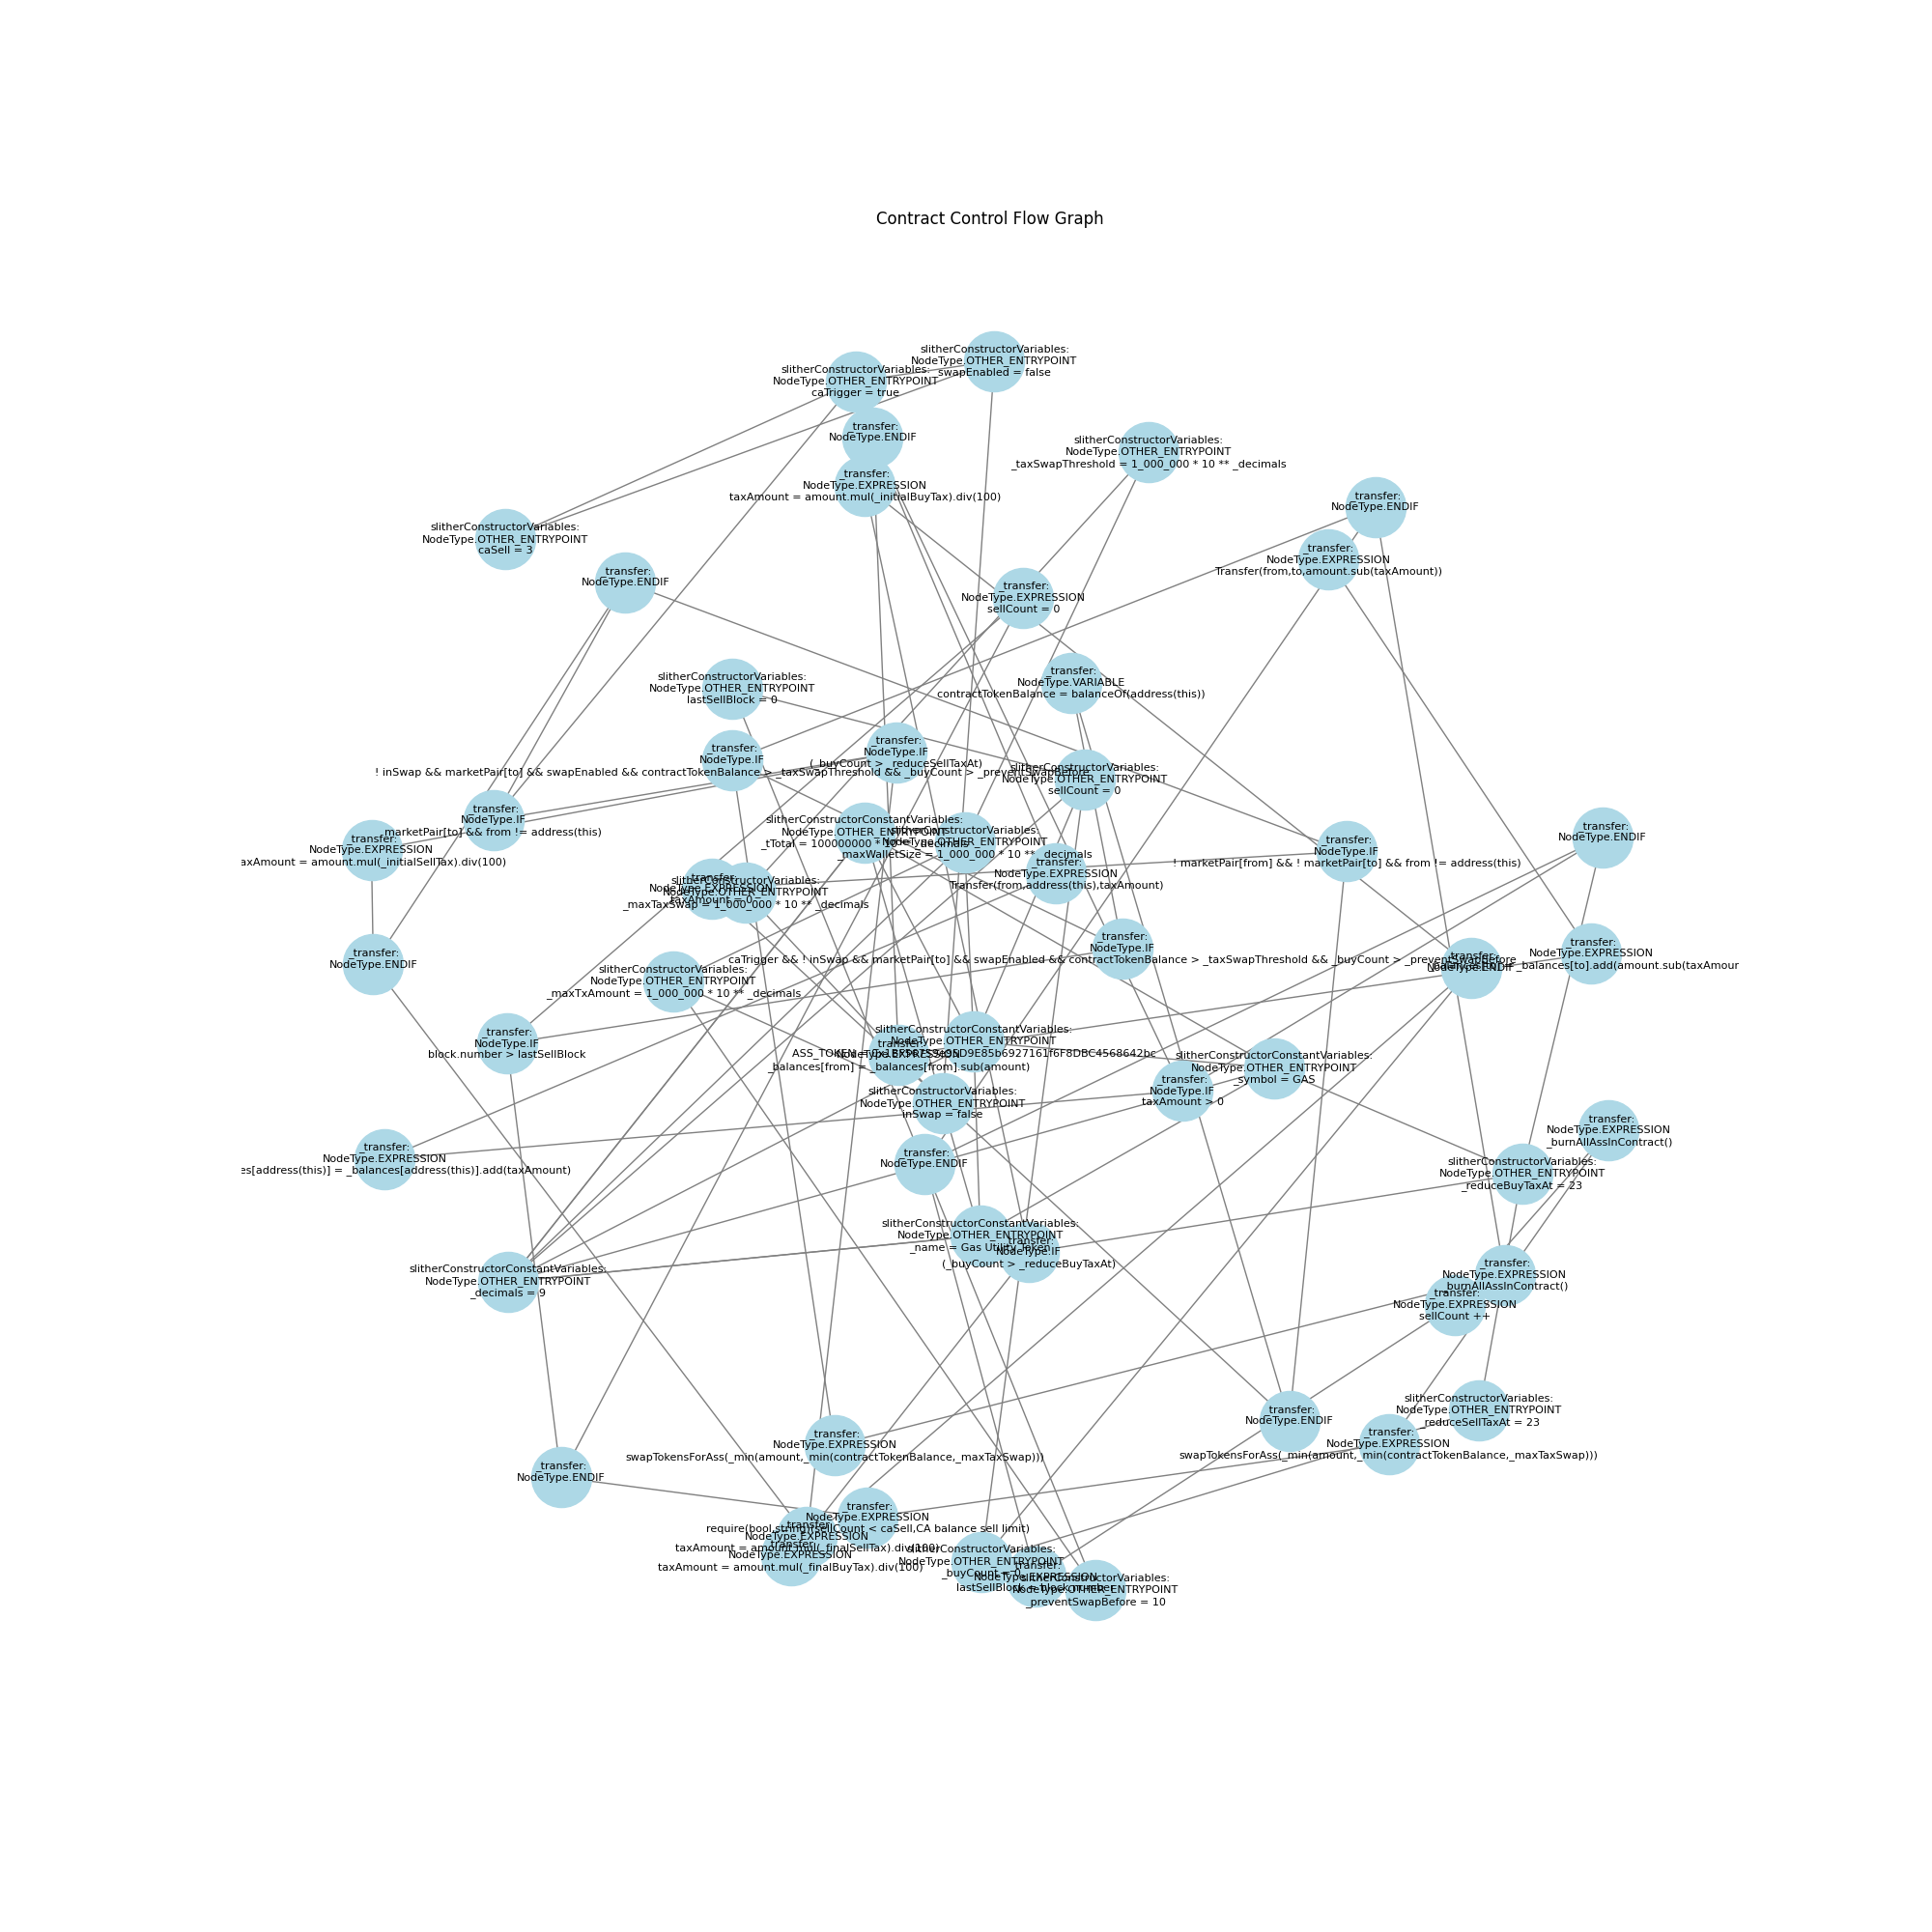 Contract Control Flow Graph
slitherConstructorVariables:
NodeType.OTHER_ENTRYPOINT
swapEnabled = false
slitherConstructorVariables:
NodeType.OTHER_ENTRYPOINT
caTrigger = true
_transfer:
NodeType.ENDIF
slitherConstructorVariables:
NodeType.OTHER_ENTRYPOINT
_taxSwapThreshold = 1_000_000 * 10 ** _decimals
_transfer:
NodeType.EXPRESSION
taxAmount = amount.mul(_initialBuyTax).div(100)
_transfer:
NodeType.ENDIF
slitherConstructorVariables:
NodeType.OTHER_ENTRYPOINT
caSell = 3
_transfer:
NodeType.EXPRESSION
Transfer(from,to,amount.sub(taxAmount))
_transfer:
NodeType.ENDIF
_transfer:
NodeType.EXPRESSION
sellCount = 0
slitherConstructorVariables:
NodeType.OTHER_ENTRYPOINT
lastSellBlock = 0
_transfer:
NodeType.VARIABLE
contractTokenBalance = balanceOf(address(this))
_transfer:
NodeType.IF
! inSwap && marketPair[to] && swapEnabled && contractTokenBalance > _taxSwapThreshold && _buyCount > _preventSwapBefore
_transfer:
NodeType.IF
(_buyCount > _reduceSellTaxAt)
slitherConstructorVariables:
NodeType.OTHER_ENTRYPOINT
sellCount = 0
_transfer:
NodeType.IF
marketPair[to] && from != address(this)
_transfer:
NodeType.EXPRESSION
axAmount = amount.mul(_initialSellTax).div(100)
slitherConstructorConstantVariables:
NodeType.OTHER_ENTRYPOINT
_tTotal = 100000000 * 10 ** _decimals
slitherConstructorVariables:
NodeType.OTHER_ENTRYPOINT
_maxWalletSize = 1_000_000 * 10 ** _decimals
_transfer:
NodeType.IF
! marketPair[from] && ! marketPair[to] && from != address(this)
_transfer:
NodeType.ENDIF
_transfer:
NodeType.EXPRESSION
Transfer(from,address(this),taxAmount)
_transfer:
NodeType.EXPRESSION
taxAmount = 0
slitherConstructorVariables:
NodeType.OTHER_ENTRYPOINT
_maxTaxSwap = 1_000_000 * 10 ** _decimals
_transfer:
NodeType.ENDIF
_transfer:
NodeType.IF
caTrigger && ! inSwap && marketPair[to] && swapEnabled && contractTokenBalance > _taxSwapThreshold && _buyCount > _preventSwapBefore
_transfer:
NodeType.ENDIF
_transfer:
NodeType.EXPRESSION
_balances[to].add(amount.sub(taxAmour
slitherConstructorVariables:
NodeType.OTHER_ENTRYPOINT
_maxTxAmount = 1_000_000 * 10 ** _decimals
_transfer:
NodeType.IF
block.number > lastSellBlock
slitherConstructorConstantVariables:
NodeType.OTHER_ENTRYPOINT
ASS_TOKEN
_transfer:
NodeType.EXPRESSION
_balances[from] = _balances[from].sub(amount)
slitherConstructorConstantVariables:
NodeType.OTHER_ENTRYPOINT
_symbol = GAS
_transfer:
NodeType.IF
taxAmount > 0
slitherConstructorVariables:
NodeType.OTHER_ENTRYPOINT
inSwap = false
_transfer:
NodeType.EXPRESSION
_burnAllAssInContract()
_transfer:
NodeType.EXPRESSION
es[address(this)] = _balances[address(this)].add(taxAmount)
_transfer:
NodeType.ENDIF
slitherConstructorVariables:
NodeType.OTHER_ENTRYPOINT
_reduceBuyTaxAt = 23
slitherConstructorConstantVariables:
NodeType.OTHER_ENTRYPOINT
_name = Gas Utility Token
_transfer:
NodeType.IF
(_buyCount > _reduceBuyTaxAt)
slitherConstructorConstantVariables:
NodeType.OTHER_ENTRYPOINT
_decimals = 9
_transfer:
NodeType.EXPRESSION
_burnAllAssInContract()
_transfer:
NodeType.EXPRESSION
sellCount ++
slitherConstructorVariables:
NodeType.OTHER_ENTRYPOINT
_reduceSellTaxAt = 23
_transfer:
NodeType.ENDIF
_transfer:
NodeType.EXPRESSION
swapTokensForAss(_min(amount,_min(contractTokenBalance,_maxTaxSwap)))
_transfer:
NodeType.EXPRESSION
swapTokensForAss(_min(amount,_min(contractTokenBalance,_maxTaxSwap)))
_transfer:
NodeType.ENDIF
_transfer:
NodeType.EXPRESSION
require(bool,string)(sellCount < caSell,CA balance sell limit)
_transfer:
NodeType.EXPRESSION
taxAmount = amount.mul(_finalSellTax).div(100)
_transfer:
NodeType.EXPRESSION
taxAmount = amount.mul(_finalBuyTax).div(100)
slitherConstructorVariables:
NodeType.OTHER_ENTRYPOINT
_buyCount = 0
_transfer:
NodeType.EXPRESSION
lastSellBlock = block.number
slitherConstructorVariables:
NodeType.OTHER_ENTRYPOINT
_preventSwapBefore = 10